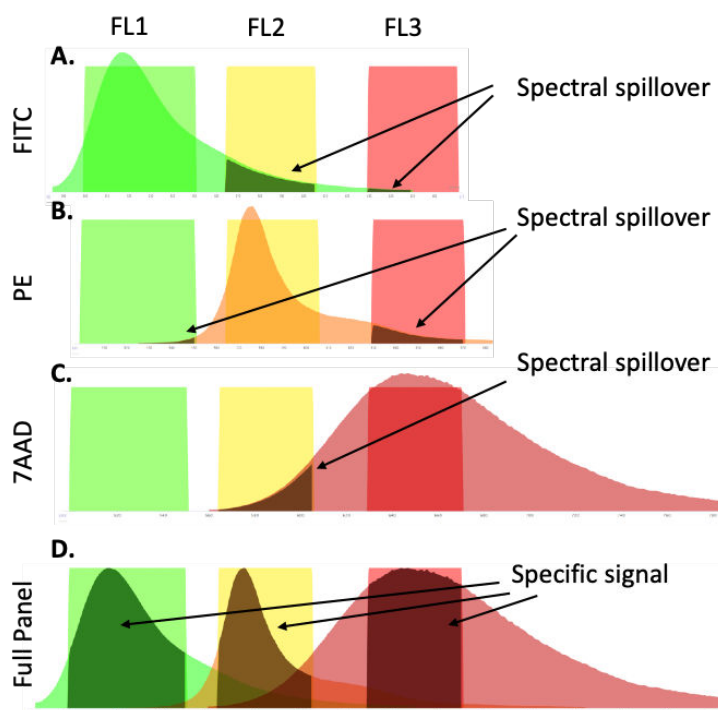 FL1 FL2 FL3
A.
FITC
Spectral spillover
B.
PE
Spectral spillover
C.
7AAD
Spectral spillover
D.
Full Panel
Specific signal